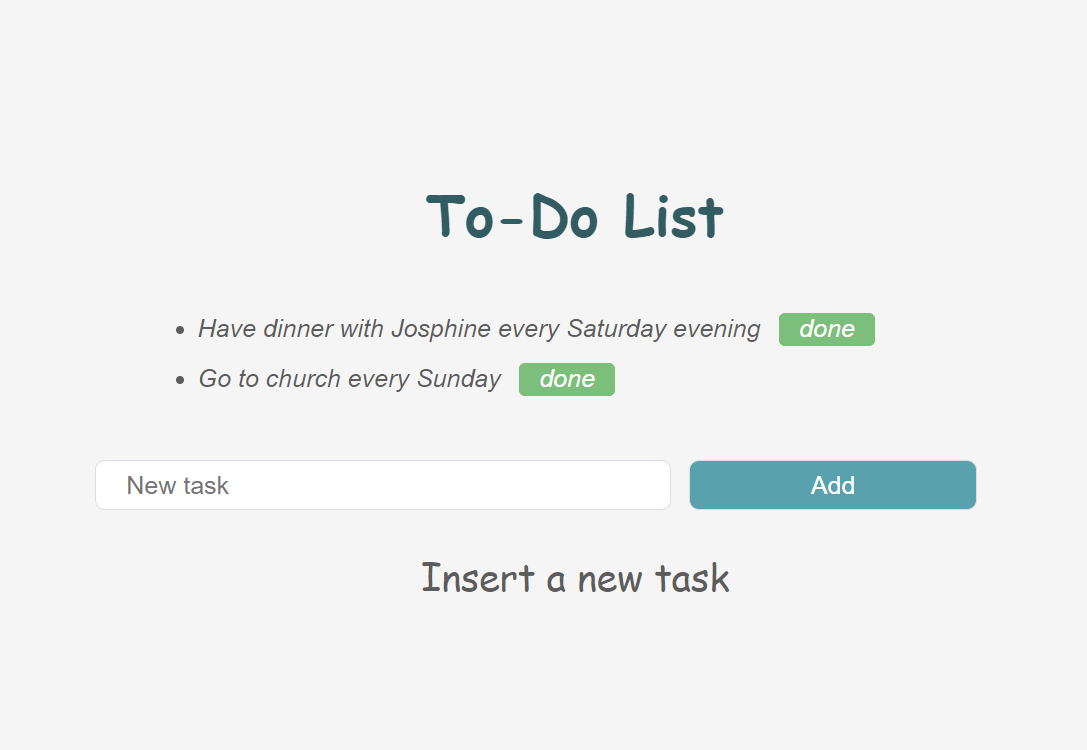 To-Do List
Have dinner with Josphine every Saturday evening done
Go to church every Sunday done
New task Add
Insert a new task